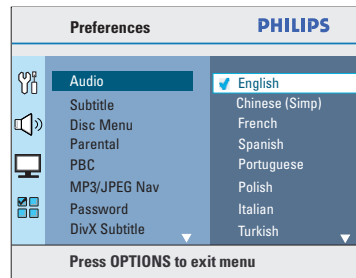 Preferences
PHILIPS
Audio
Subtitle
Disc Menu
Parental
PBC
MP3/JPEG Nav
Password
DivX Subtitle
English
Chinese (Simp)
French
Spanish
Portuguese
Polish
Italian
Turkish
Press OPTIONS to exit menu